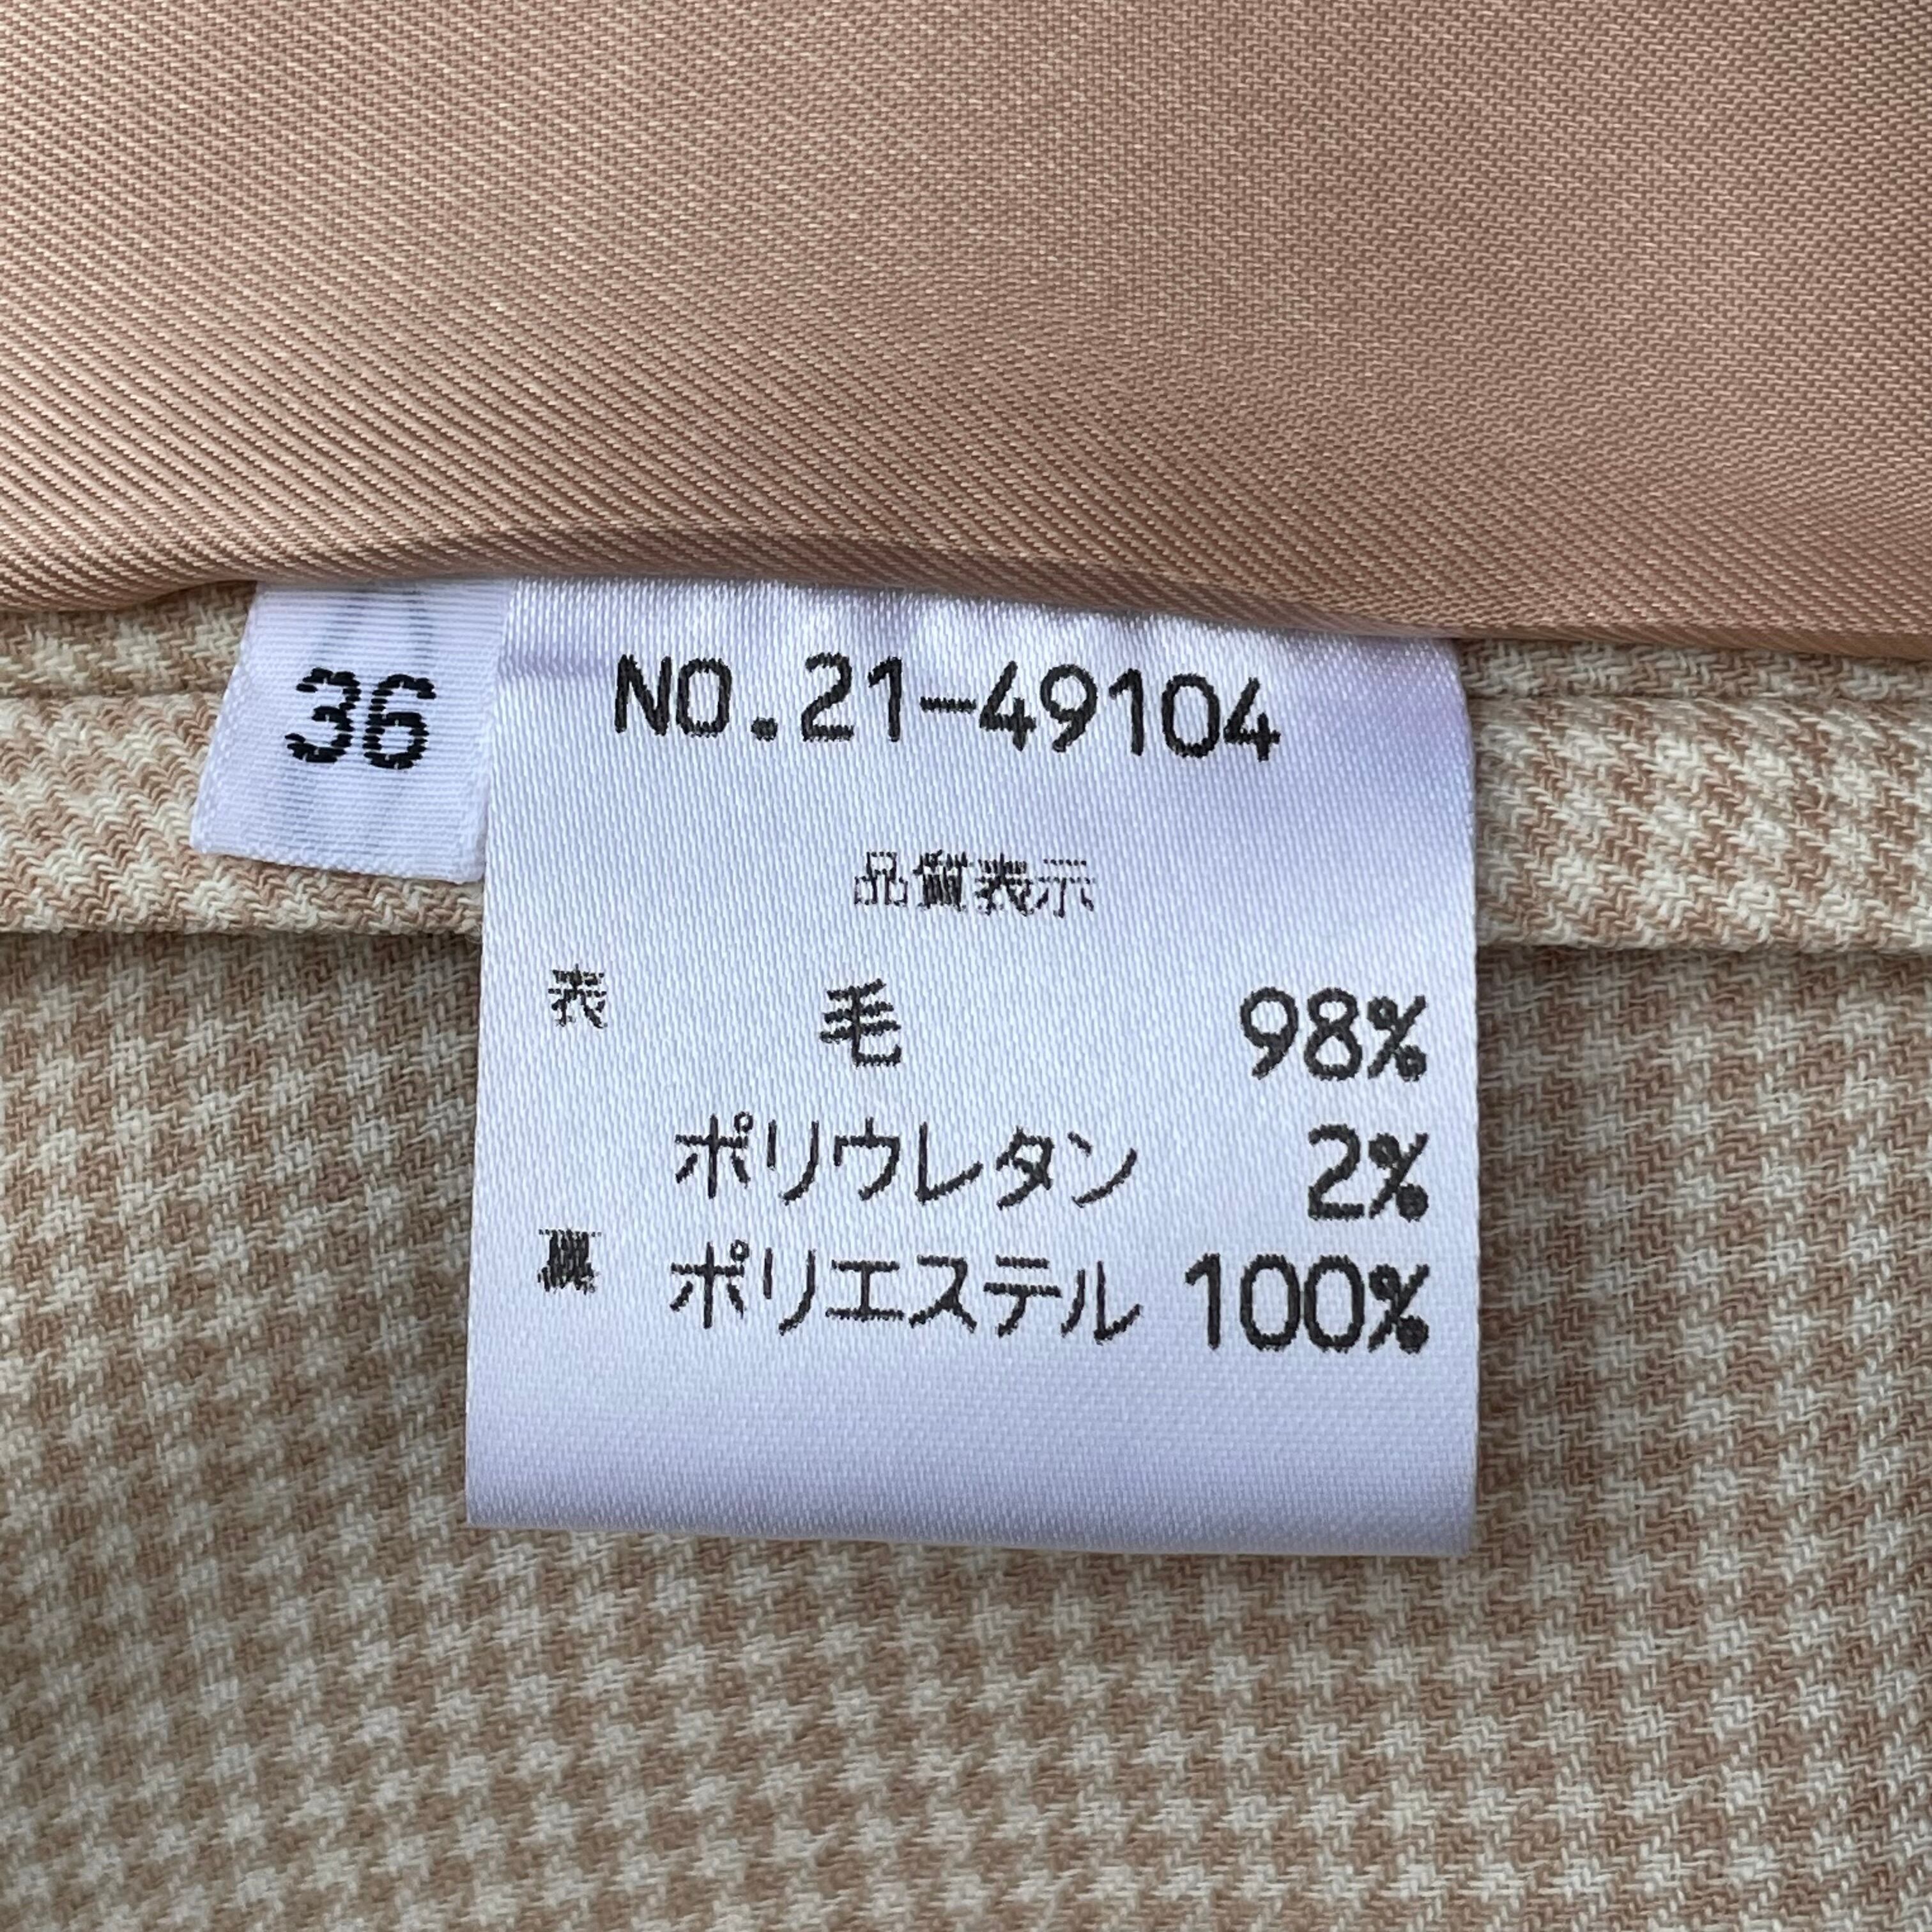 36
NO.21-49104
品質表示
表 毛 98%
ポリウレタン 2%
裏 ポリエステル 100%